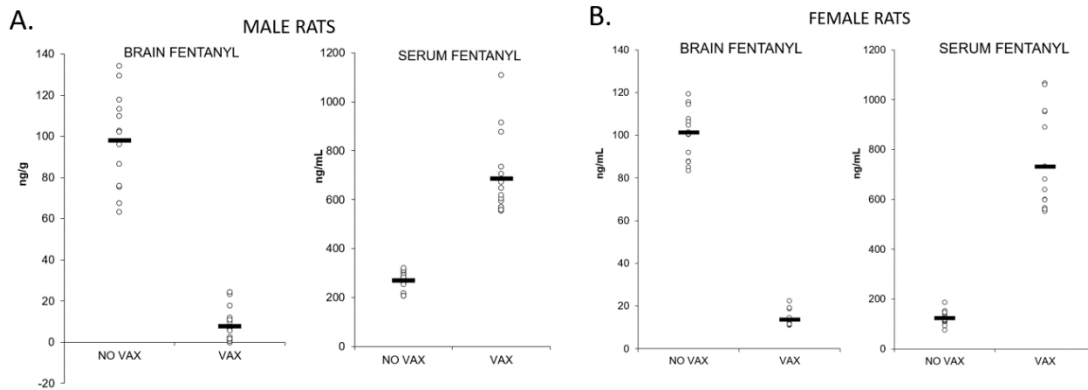 A.
MALE RATS
BRAIN FENTANYL
ng/g
140
120
100
80
60
40
20
0
-20
NO VAX VAX
SERUM FENTANYL
ng/mL
1200
1000
800
600
400
200
0
NO VAX VAX
B.
FEMALE RATS
BRAIN FENTANYL
ng/mL
140
120
100
80
60
40
20
0
NO VAX VAX
SERUM FENTANYL
ng/mL
1200
1000
800
600
400
200
0
NO VAX VAX